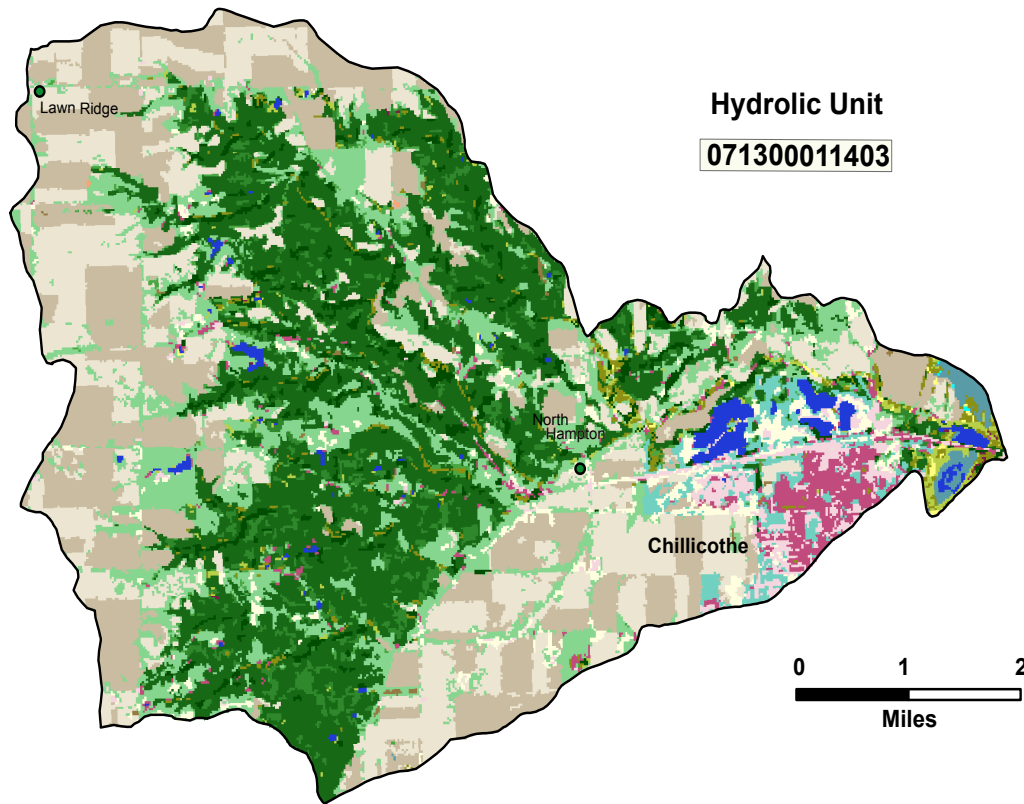 Lawn Ridge
Hydrolic Unit
071300011403
North
Hampton
Chillicothe
0 1 2
Miles